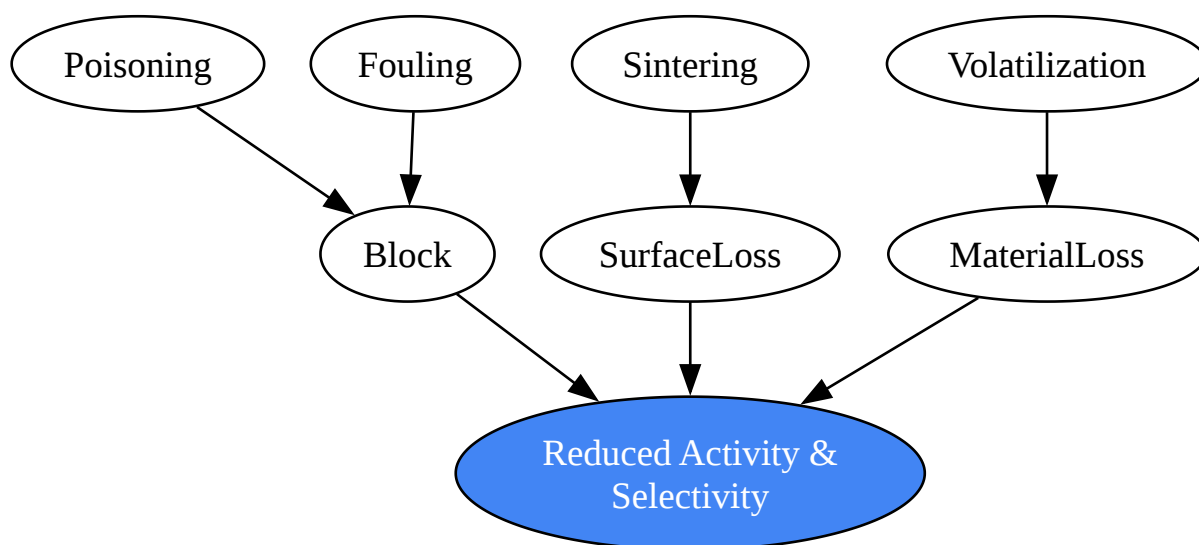 Poisoning
Fouling
Sintering
Volatilization
Block
SurfaceLoss
MaterialLoss
Reduced Activity &
Selectivity